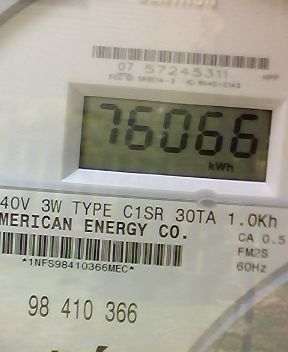 07 57245311
76066
kWh
40V 3W TYPE C1SR 30TA 1.0Kh
MERICAN ENERGY CO.
CA 0.5
FM2S
60Hz
*1NFS98410366MEC*
98 410 366